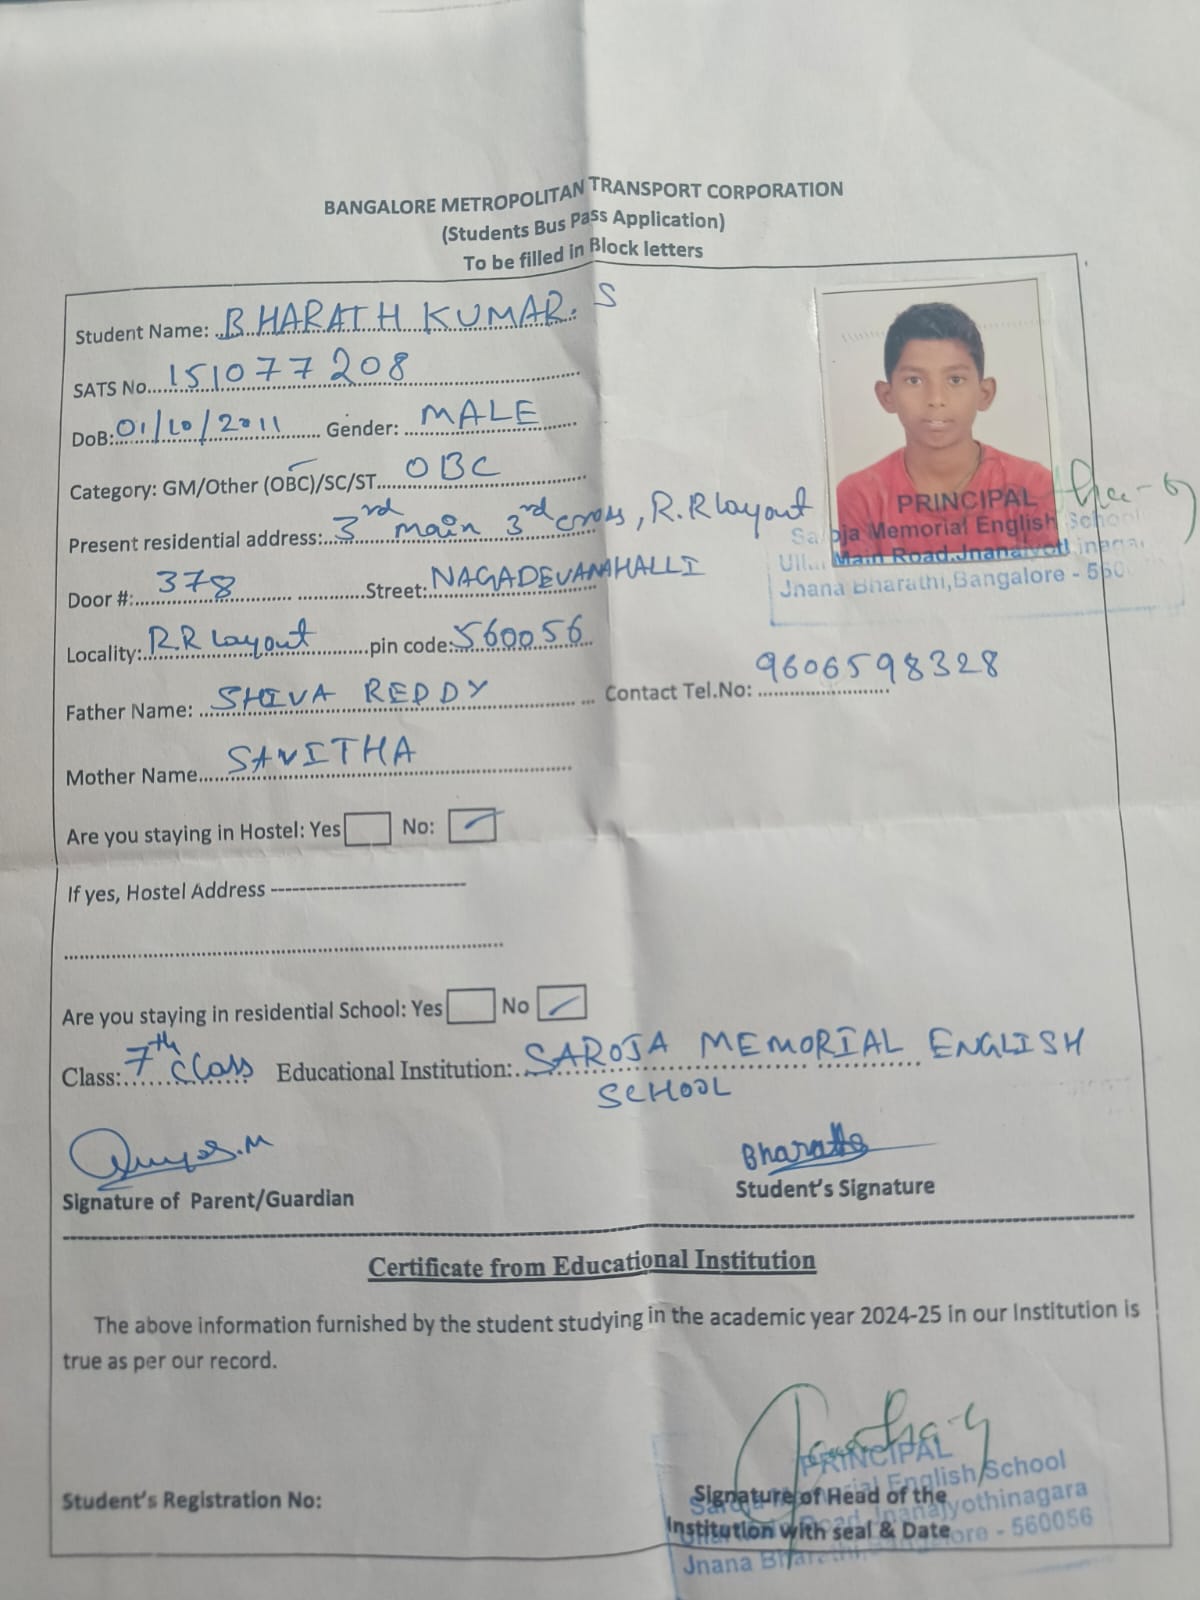 BANGALORE METROPOLITAN TRANSPORT CORPORATION
(Students Bus Pass Application)
To be filled in Block letters
Student Name: BHARATH KUMAR. S
SATS No. 151077208
DoB: 01/10/2011 Gender: MALE
Category: GM/Other (OBC)/SC/ST. OBC
Present residential address: 3rd main 3rd cross, R.R layout
PRINCIPAL
Saroja Memorial English School
Main Road, Jnanajyothinagar
Jnana Bharathi, Bangalore - 560
Door #: 378 Street: NAGADEVANAHALLI
Locality: R.R layout pin code: 560056
Father Name: SHIVA REDDY Contact Tel.No: 9606598328
Mother Name SAVITHA
Are you staying in Hostel: Yes No:
If yes, Hostel Address
Are you staying in residential School: Yes No
Class: 7th class Educational Institution: SAROJA MEMORIAL ENGLISH
SCHOOL
Bharath
Signature of Parent/Guardian Student's Signature
Certificate from Educational Institution
The above information furnished by the student studying in the academic year 2024-25 in our Institution is
true as per our record.
PRINCIPAL
Saroja Memorial English School
Student's Registration No: Signature of Head of the
Main Road, Jnanajyothinagara
Institution with seal & Date
Jnana Bharathi, Bangalore - 560056